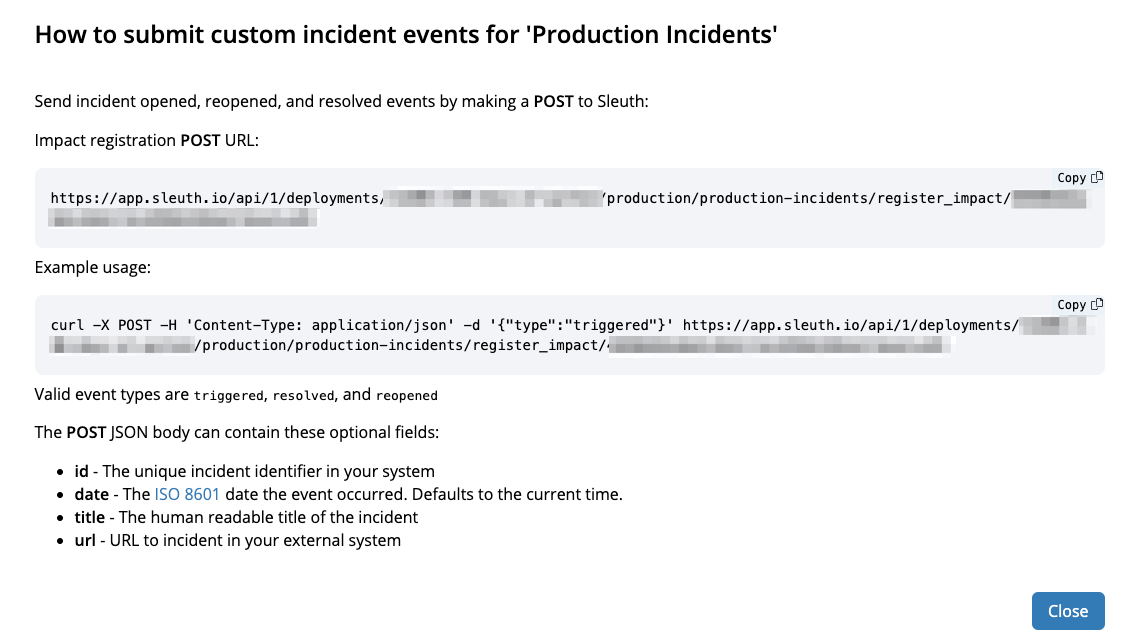 How to submit custom incident events for 'Production Incidents'
Send incident opened, reopened, and resolved events by making a POST to Sleuth:
Impact registration POST URL:
Copy
https://app.sleuth.io/api/1/deployments/ /production/production-incidents/register_impact/
Example usage:
Copy
curl -X POST -H 'Content-Type: application/json' -d '{"type":"triggered"}' https://app.sleuth.io/api/1/deployments/
/production/production-incidents/register_impact/
Valid event types are triggered, resolved, and reopened
The POST JSON body can contain these optional fields:
• id - The unique incident identifier in your system
• date - The ISO 8601 date the event occurred. Defaults to the current time.
• title - The human readable title of the incident
• url - URL to incident in your external system
Close